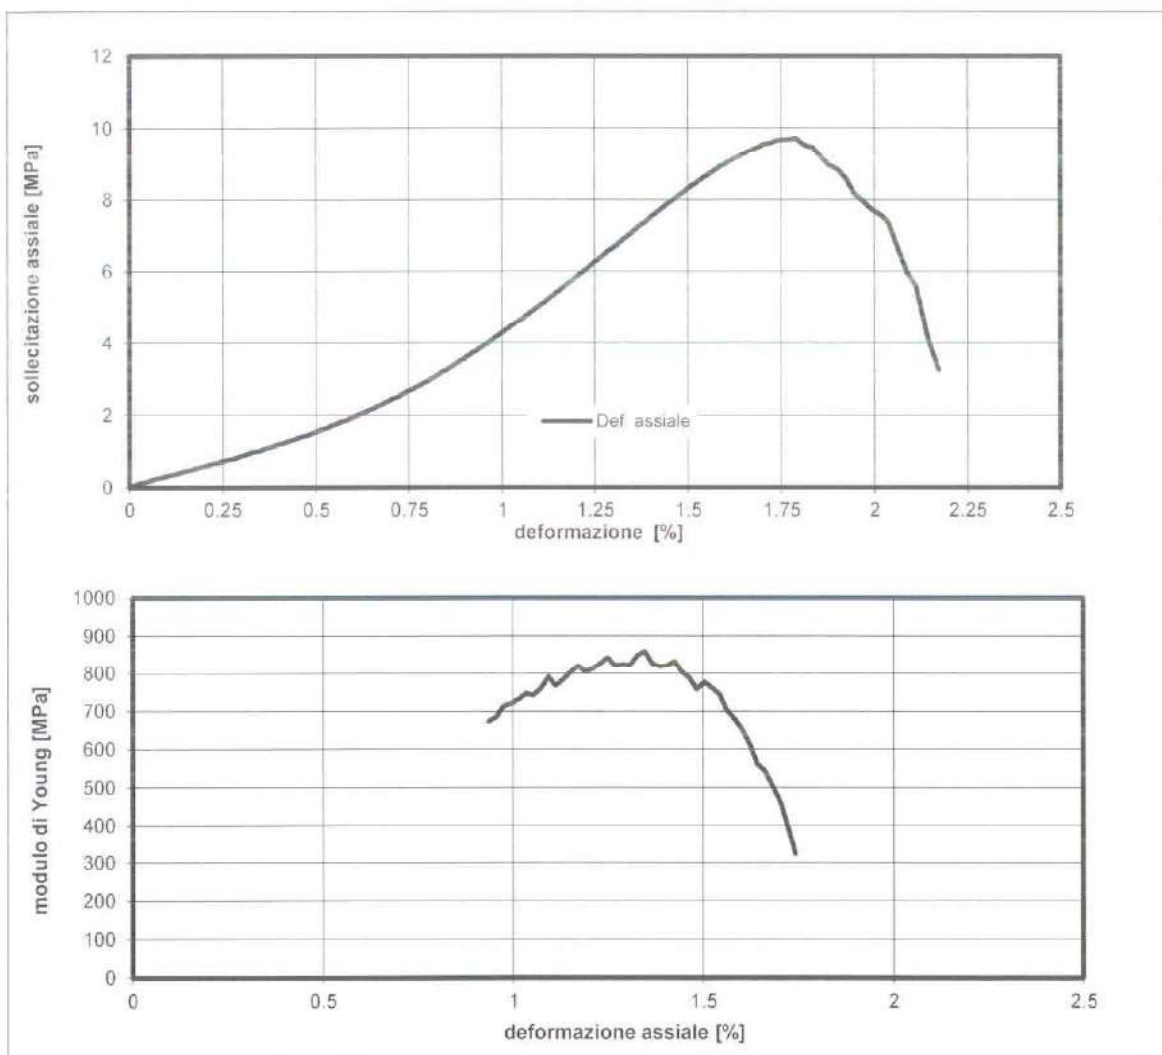 12
10
8
6
4
2
0
sollecitazione assiale [MPa]
Def assiale
0 0.25 0.5 0.75 1 1.25 1.5 1.75 2 2.25 2.5
deformazione [%]
1000
900
800
700
600
500
400
300
200
100
0
modulo di Young [MPa]
0 0.5 1 1.5 2 2.5
deformazione assiale [%]